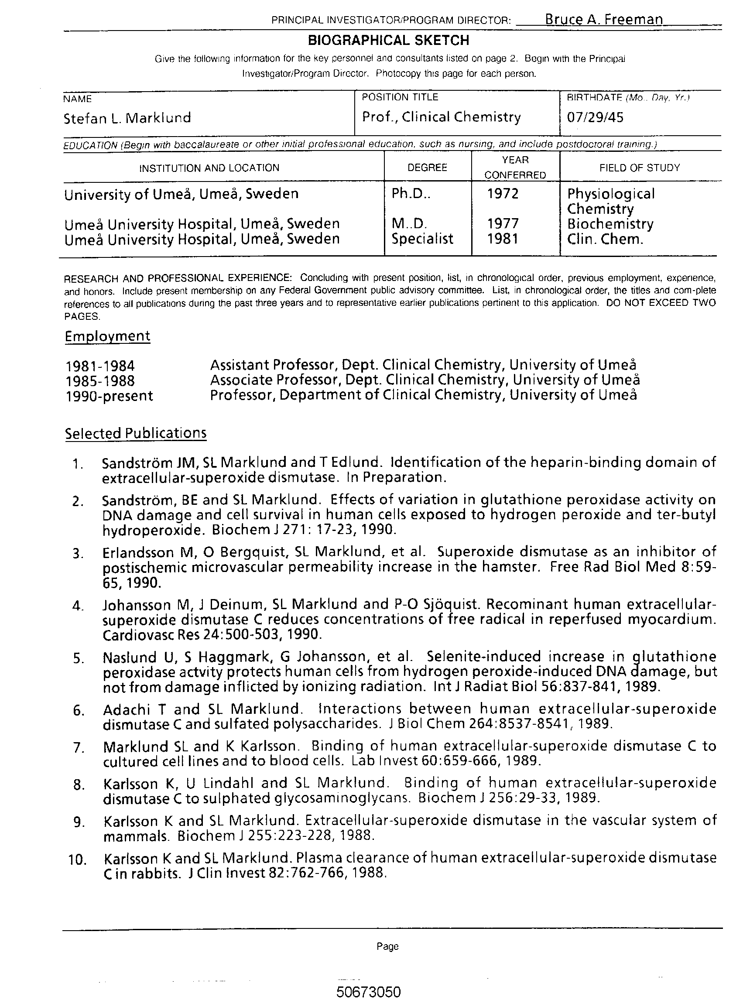 PRINCIPAL INVESTIGATOR/PROGRAM DIRECTOR: Bruce A. Freeman
BIOGRAPHICAL SKETCH
Give the following information for the key personnel and consultants listed on page 2. Begin with the Principal
Investigator/Program Director. Photocopy this page for each person.
NAME POSITION TITLE BIRTHDATE (Mo., Day, Yr.)
Stefan L. Marklund Prof., Clinical Chemistry 07/29/45
EDUCATION (Begin with baccalaureate or other initial professional education, such as nursing, and include postdoctoral training.)
INSTITUTION AND LOCATION DEGREE YEAR CONFERRED FIELD OF STUDY
University of Umeå, Umeå, Sweden Ph.D.. 1972 Physiological
Chemistry
Umeå University Hospital, Umeå, Sweden M..D. 1977 Biochemistry
Umeå University Hospital, Umeå, Sweden Specialist 1981 Clin. Chem.
RESEARCH AND PROFESSIONAL EXPERIENCE: Concluding with present position, list, in chronological order, previous employment, experience,
and honors. Include present membership on any Federal Government public advisory committee. List, in chronological order, the titles and com-plete
references to all publications during the past three years and to representative earlier publications pertinent to this application. DO NOT EXCEED TWO
PAGES.
Employment
1981-1984 Assistant Professor, Dept. Clinical Chemistry, University of Umeå
1985-1988 Associate Professor, Dept. Clinical Chemistry, University of Umeå
1990-present Professor, Department of Clinical Chemistry, University of Umeå
Selected Publications
1. Sandström JM, SL Marklund and T Edlund. Identification of the heparin-binding domain of
extracellular-superoxide dismutase. In Preparation.
2. Sandström, BE and SL Marklund. Effects of variation in glutathione peroxidase activity on
DNA damage and cell survival in human cells exposed to hydrogen peroxide and ter-butyl
hydroperoxide. Biochem J 271: 17-23, 1990.
3. Erlandsson M, O Bergquist, SL Marklund, et al. Superoxide dismutase as an inhibitor of
postischemic microvascular permeability increase in the hamster. Free Rad Biol Med 8:59-
65, 1990.
4. Johansson M, J Deinum, SL Marklund and P-O Sjöquist. Recominant human extracellular-
superoxide dismutase C reduces concentrations of free radical in reperfused myocardium.
Cardiovasc Res 24:500-503, 1990.
5. Naslund U, S Haggmark, G Johansson, et al. Selenite-induced increase in glutathione
peroxidase actvity protects human cells from hydrogen peroxide-induced DNA damage, but
not from damage inflicted by ionizing radiation. Int J Radiat Biol 56:837-841, 1989.
6. Adachi T and SL Marklund. Interactions between human extracellular-superoxide
dismutase C and sulfated polysaccharides. J Biol Chem 264:8537-8541, 1989.
7. Marklund SL and K Karlsson. Binding of human extracellular-superoxide dismutase C to
cultured cell lines and to blood cells. Lab Invest 60:659-666, 1989.
8. Karlsson K, U Lindahl and SL Marklund. Binding of human extracellular-superoxide
dismutase C to sulphated glycosaminoglycans. Biochem J 256:29-33, 1989.
9. Karlsson K and SL Marklund. Extracellular-superoxide dismutase in the vascular system of
mammals. Biochem J 255:223-228, 1988.
10. Karlsson K and SL Marklund. Plasma clearance of human extracellular-superoxide dismutase
C in rabbits. J Clin Invest 82:762-766, 1988.
Page
50673050